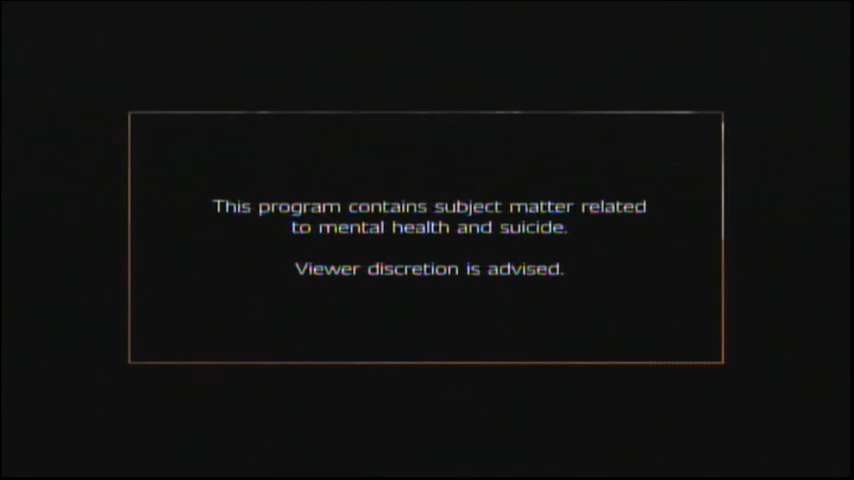 This program contains subject matter related
to mental health and suicide.
Viewer discretion is advised.